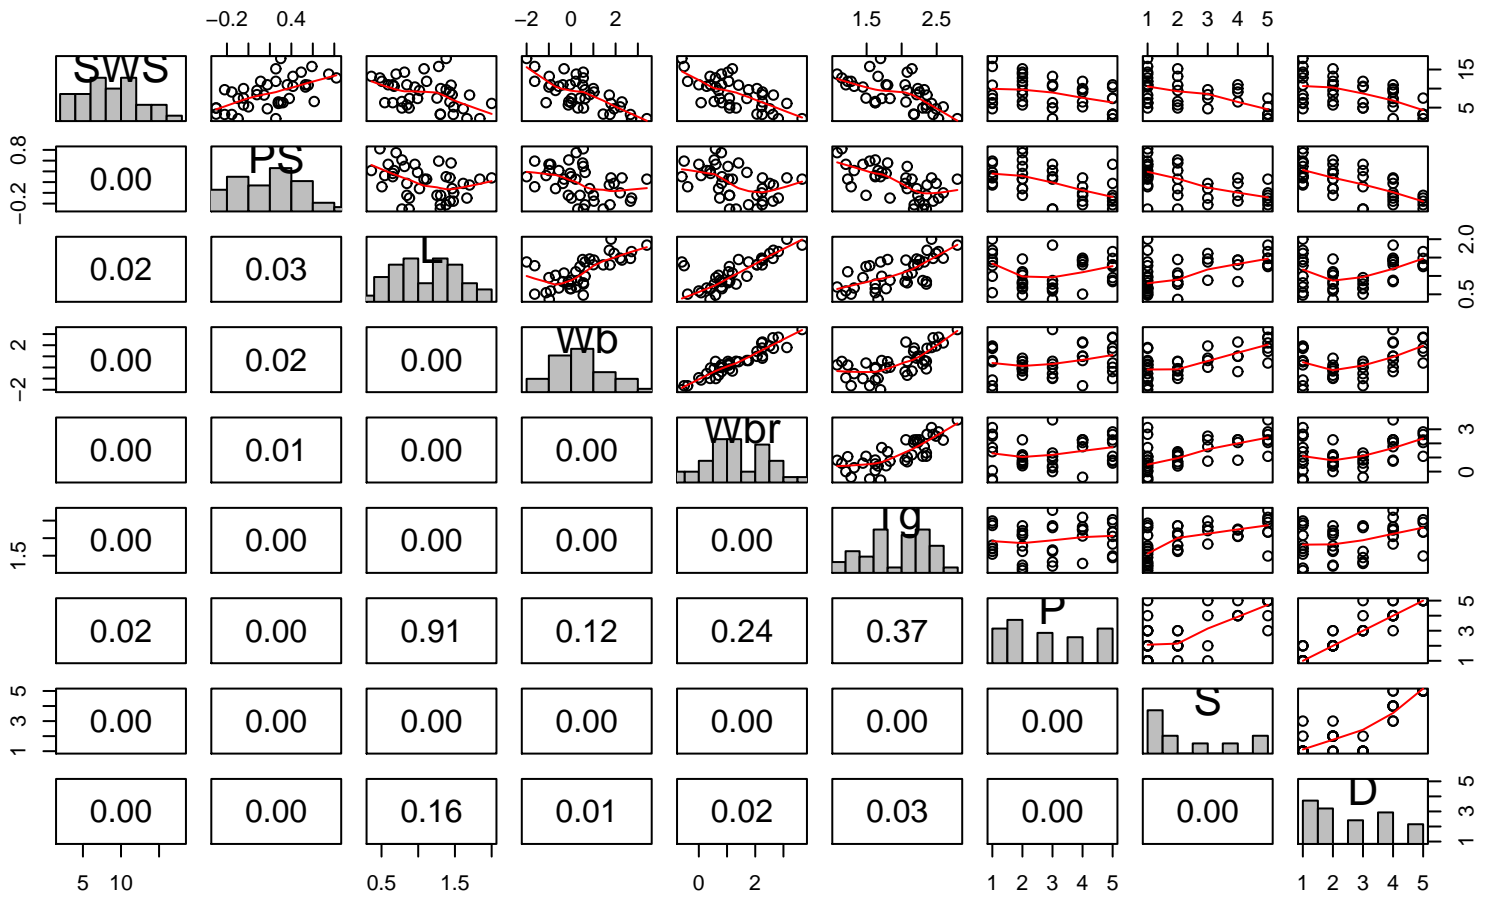 −0.2 0.4 −2 0 2 1.5 2.5 1 2 3 4 5
SWS 5 15
−0.2 0.8 0.00 PS
0.02 0.03 L 0.5 2.0
−2 2 0.00 0.02 0.00 Wb
0.00 0.01 0.00 0.00 Wbr 0 3
1.5 0.00 0.00 0.00 0.00 0.00 Tg
0.02 0.00 0.91 0.12 0.24 0.37 P 1 3 5
1 3 5 0.00 0.00 0.00 0.00 0.00 0.00 0.00 S
0.00 0.00 0.16 0.01 0.02 0.03 0.00 0.00 D 1 3 5
5 10 0.5 1.5 0 2 1 2 3 4 5 1 2 3 4 5